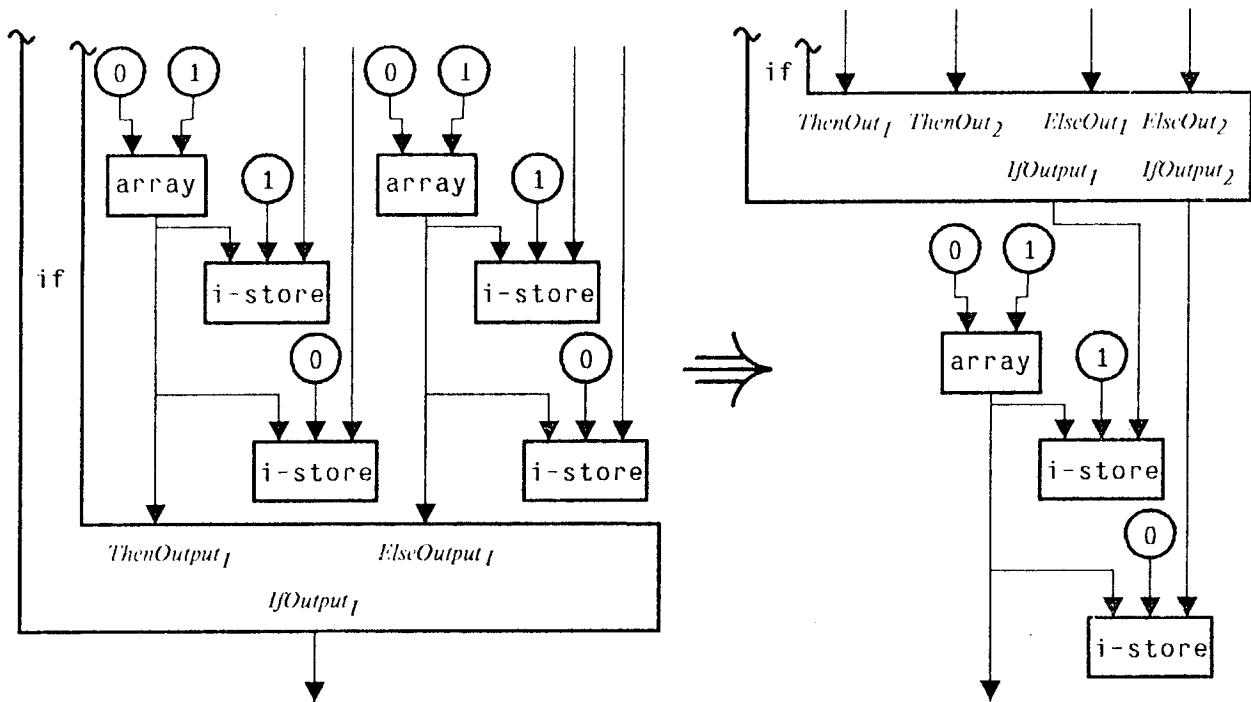 0 1 0 1
array 1 array 1
if i-store i-store
0 0
i-store i-store
ThenOutput1 ElseOutput1
IfOutput1
if
ThenOut1 ThenOut2 ElseOut1 ElseOut2
IfOutput1 IfOutput2
0 1
array 1
i-store
0
i-store